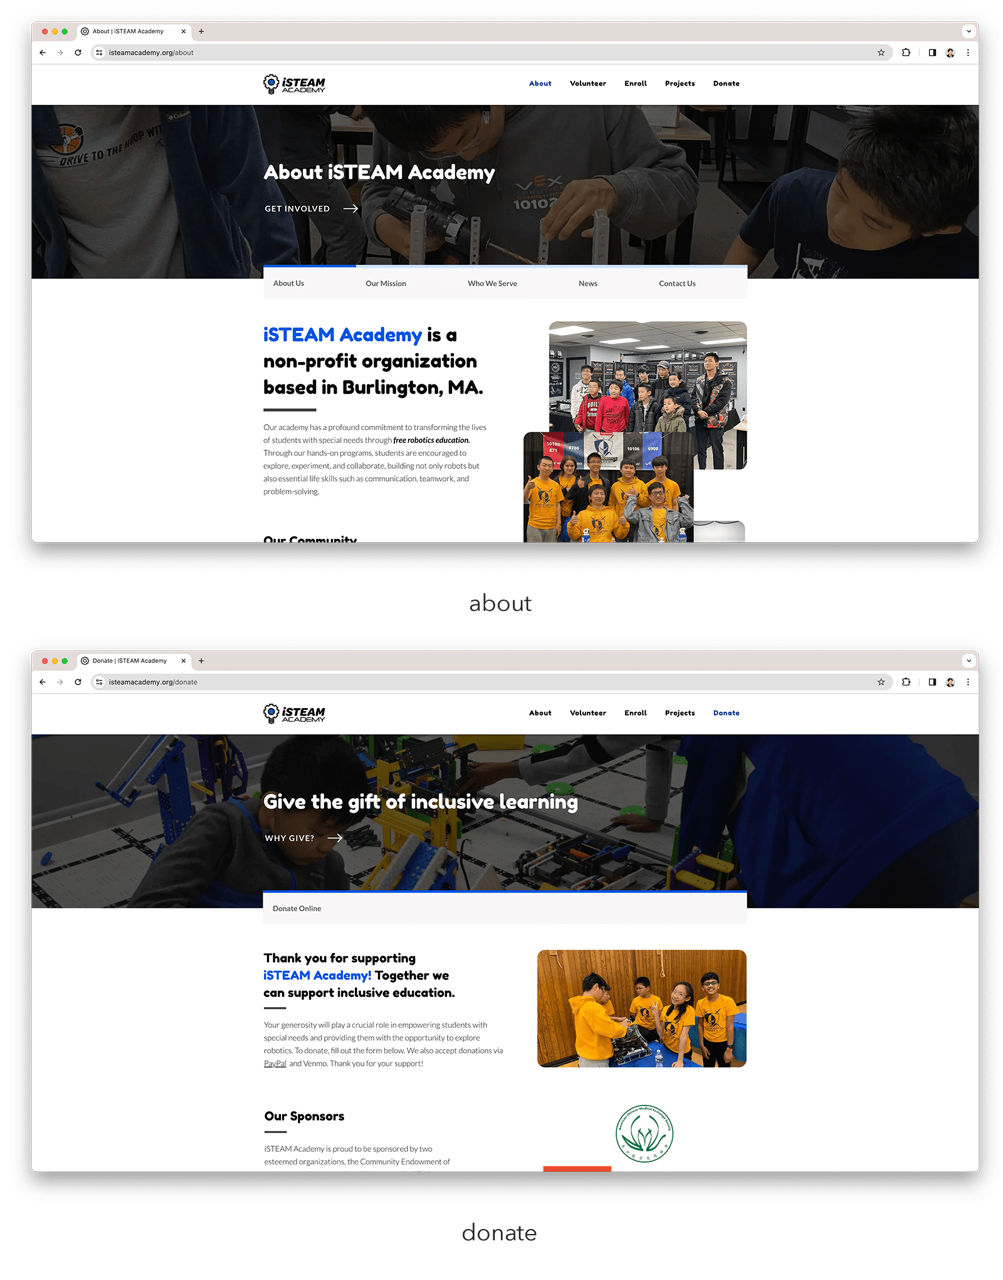 About | iSTEAM Academy
isteamacademy.org/about
iSTEAM
ACADEMY
About Volunteer Enroll Projects Donate
DRIVE TO THE HOOP WIT
VEX
10102
About iSTEAM Academy
GET INVOLVED
About Us Our Mission Who We Serve News Contact Us
iSTEAM Academy is a
non-profit organization
based in Burlington, MA.
Our academy has a profound commitment to transforming the lives
of students with special needs through free robotics education.
Through our hands-on programs, students are encouraged to
explore, experiment, and collaborate, building not only robots but
also essential life skills such as communication, teamwork, and
problem-solving.
Our Community
about
Donate | iSTEAM Academy
isteamacademy.org/donate
iSTEAM
ACADEMY
About Volunteer Enroll Projects Donate
Give the gift of inclusive learning
WHY GIVE?
Donate Online
Thank you for supporting
iSTEAM Academy! Together we
can support inclusive education.
Your generosity will play a crucial role in empowering students with
special needs and providing them with the opportunity to explore
robotics. To donate, fill out the form below. We also accept donations via
PayPal and Venmo. Thank you for your support!
Our Sponsors
iSTEAM Academy is proud to be sponsored by two
esteemed organizations, the Community Endowment of
donate